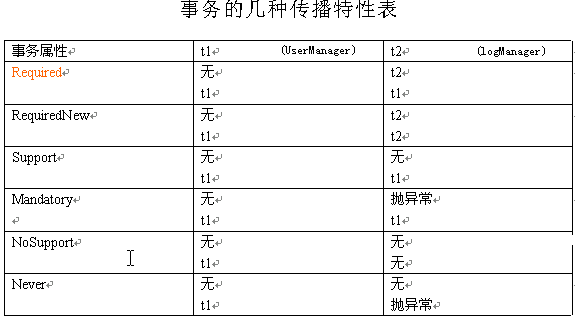 事务的几种传播特性表
事务属性 t1 (UserManager) t2 (logManager)
Required 无 t2
t1 t1
RequiredNew 无 t2
t1 t2
Support 无 无
t1 t1
Mandatory 无 抛异常
t1 t1
NoSupport 无 无
t1 无
Never 无 无
t1 抛异常